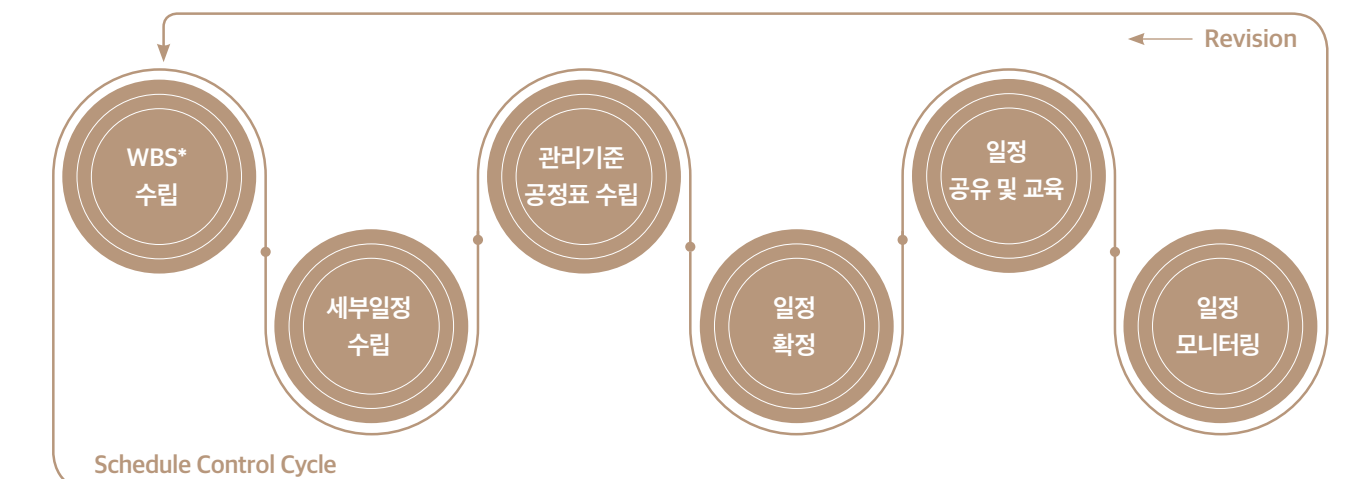 Revision
WBS*
수립
세부일정
수립
관리기준
공정표 수립
일정
확정
일정
공유 및 교육
일정
모니터링
Schedule Control Cycle